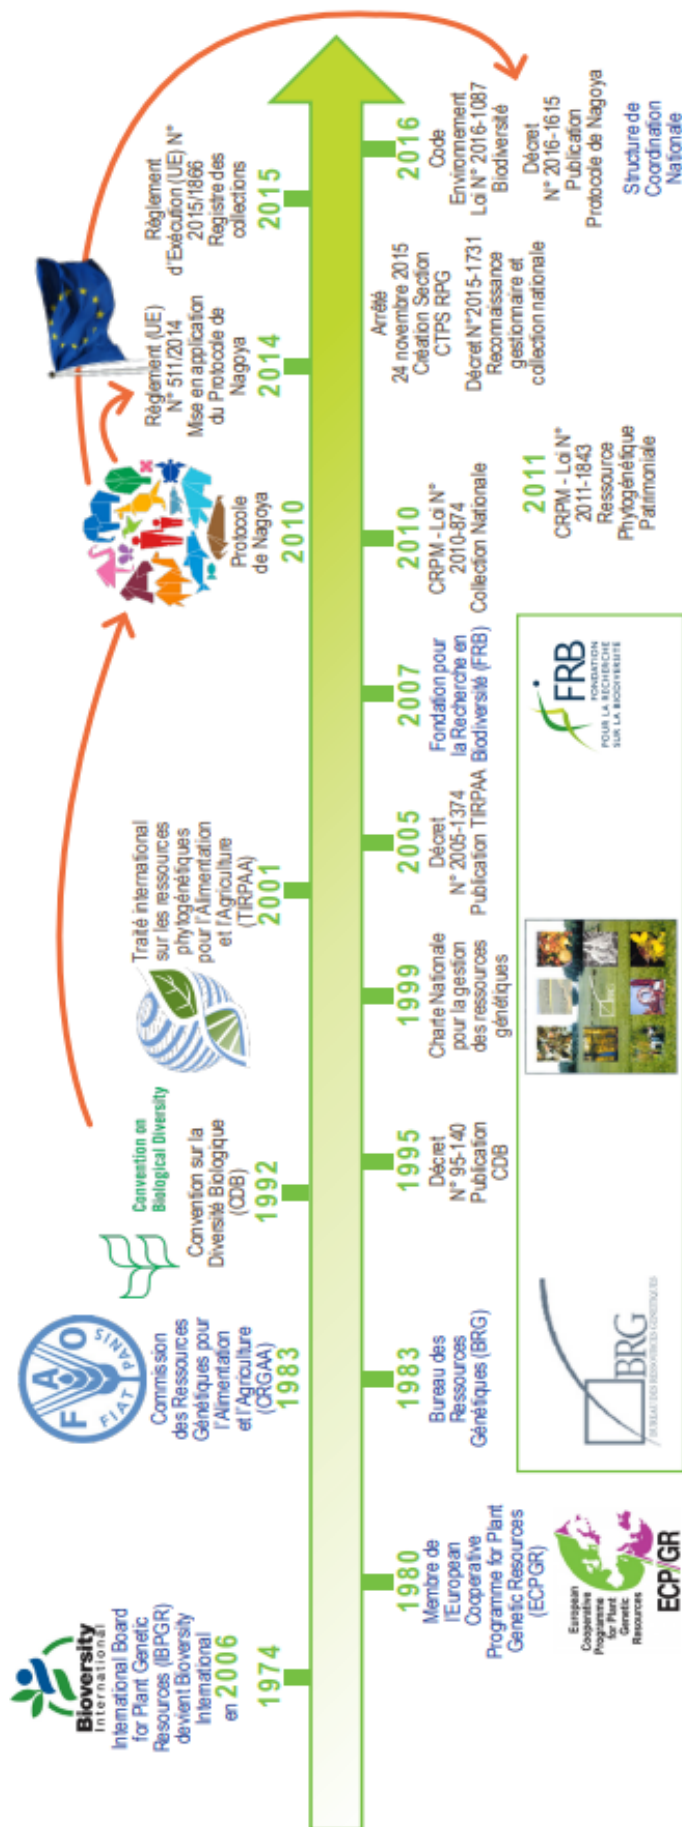 Bioversity
International
International Board
for Plant Genetic
Resources (IBPGR)
devient Bioversity
International
en 2006
1974
F A O
FIAT PANIS
Commission
des Ressources
Génétiques pour
l'Alimentation
et l'Agriculture
(CRGAA)
1983
Convention on
Biological Diversity
Convention sur la
Diversité Biologique
(CDB)
1992
Traité international
sur les ressources
phytogénétiques
pour l'Alimentation
et l'Agriculture
(TIRPAA)
2001
Protocole
de Nagoya
2010
Règlement (UE)
N° 511/2014
Mise en application
du Protocole de
Nagoya
2014
Règlement
d'Exécution (UE) N°
2015/1866
Registre des
collections
2015
1980
Membre de
l'European
Cooperative
Programme for Plant
Genetic Resources
(ECPGR)
European
Cooperative
Programme
for Plant
Genetic
Resources
ECP/GR
1983
Bureau des
Ressources
Génétiques (BRG)
BRG
BUREAU DES RESSOURCES GÉNÉTIQUES
1995
Décret
N° 95-140
Publication
CDB
1999
Charte Nationale
pour la gestion
des ressources
génétiques
2005
Décret
N° 2005-1374
Publication TIRPAA
2007
Fondation pour
la Recherche en
Biodiversité (FRB)
FRB
FONDATION
POUR LA RECHERCHE
SUR LA BIODIVERSITÉ
2010
CRPM - Loi N°
2010-874
Collection Nationale
2011
CRPM - Loi N°
2011-1843
Ressource
Phytogénétique
Patrimoniale
Arrêté
24 novembre 2015
Création Section
CTPS RPG
Décret N°2015-1731
Reconnaissance
gestionnaire et
collection nationale
2016
Code
Environnement
Loi N° 2016-1087
Biodiversité
Décret
N° 2016-1615
Publication
Protocole de Nagoya
Structure de
Coordination
Nationale